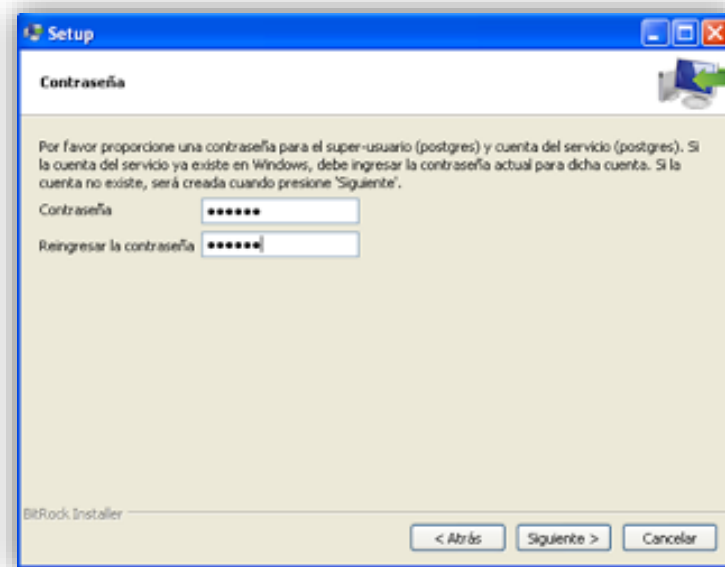 Setup
Contraseña
Por favor proporcione una contraseña para el super-usuario (postgres) y cuenta del servicio (postgres). Si
la cuenta del servicio ya existe en Windows, debe ingresar la contraseña actual para dicha cuenta. Si la
cuenta no existe, será creada cuando presione 'Siguiente'.
Contraseña ••••••
Reingresar la contraseña ••••••
BitRock Installer
< Atrás Siguiente > Cancelar